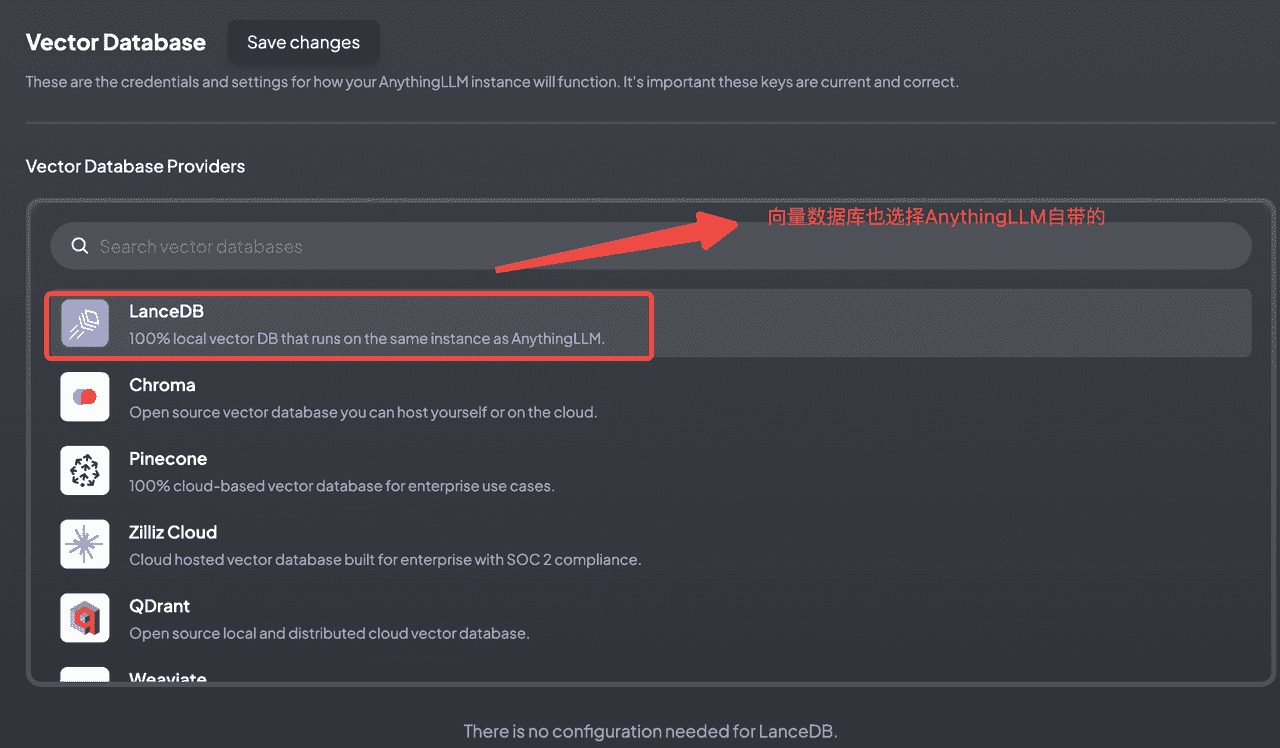 Vector Database
Save changes
These are the credentials and settings for how your AnythingLLM instance will function. It's important these keys are current and correct.
Vector Database Providers
向量数据库也选择AnythingLLM自带的
Search vector databases
LanceDB
100% local vector DB that runs on the same instance as AnythingLLM.
Chroma
Open source vector database you can host yourself or on the cloud.
Pinecone
100% cloud-based vector database for enterprise use cases.
Zilliz Cloud
Cloud hosted vector database built for enterprise with SOC 2 compliance.
QDrant
Open source local and distributed cloud vector database.
Weaviate
There is no configuration needed for LanceDB.